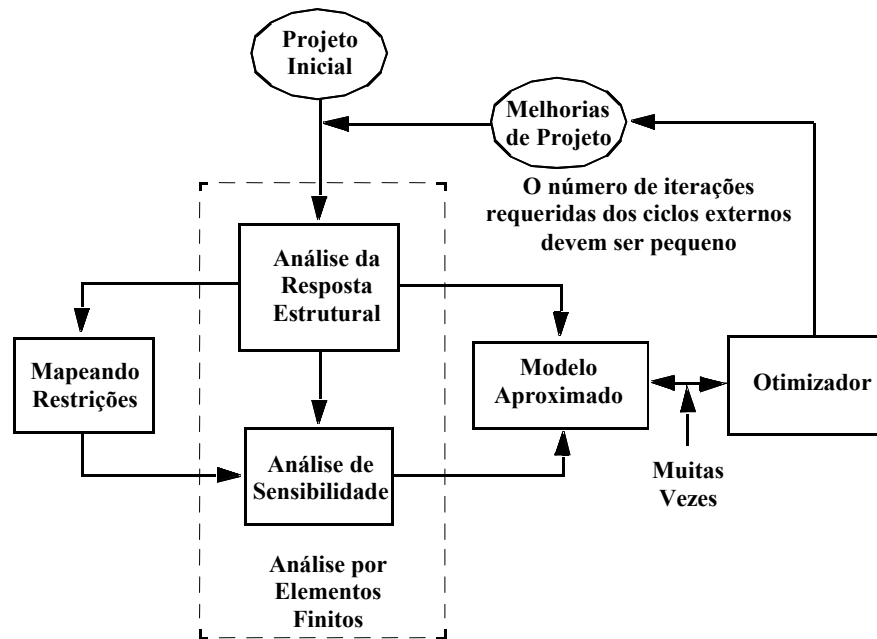 Projeto
Inicial
Melhorias
de Projeto
O número de iterações
requeridas dos ciclos externos
devem ser pequeno
Análise da
Resposta
Estrutural
Mapeando
Restrições
Modelo
Aproximado
Otimizador
Análise de
Sensibilidade
Muitas
Vezes
Análise por
Elementos
Finitos